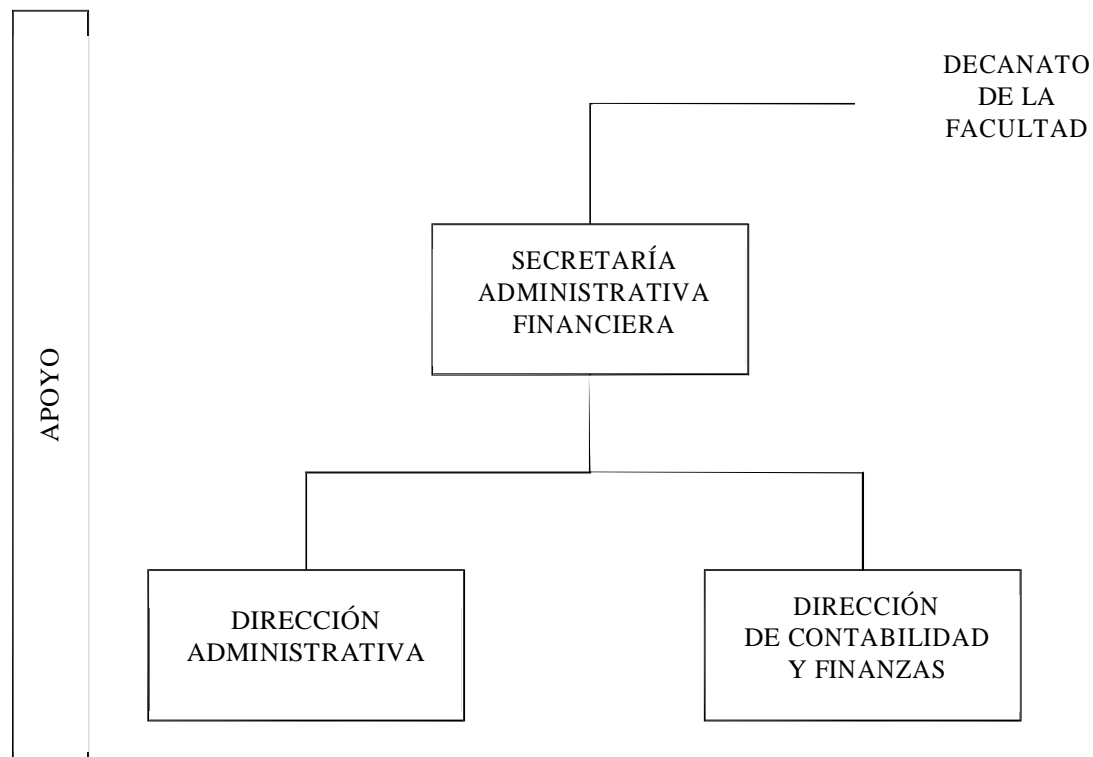 DECANATO
DE LA
FACULTAD
SECRETARÍA
ADMINISTRATIVA
FINANCIERA
APOYO
DIRECCIÓN
ADMINISTRATIVA
DIRECCIÓN
DE CONTABILIDAD
Y FINANZAS